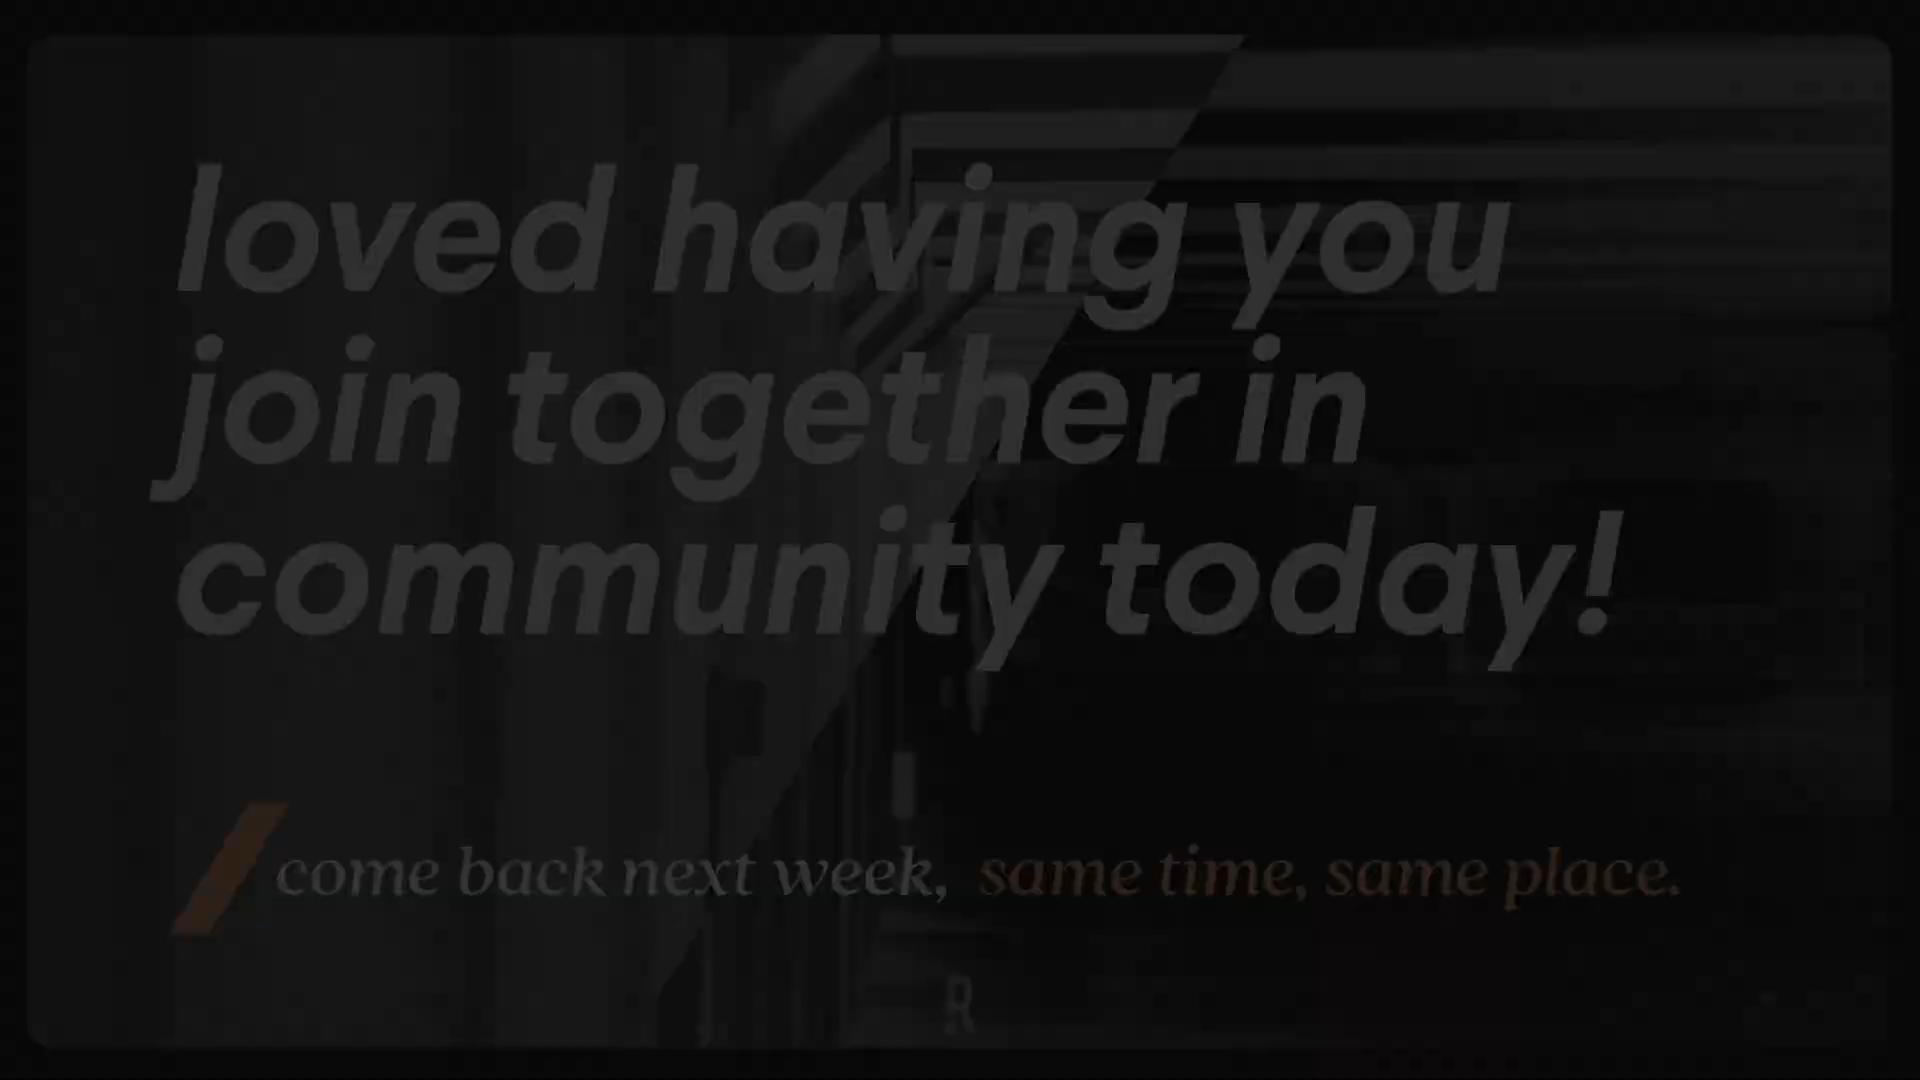 loved having you
join together in
community today!
come back next week, same time, same place.
R